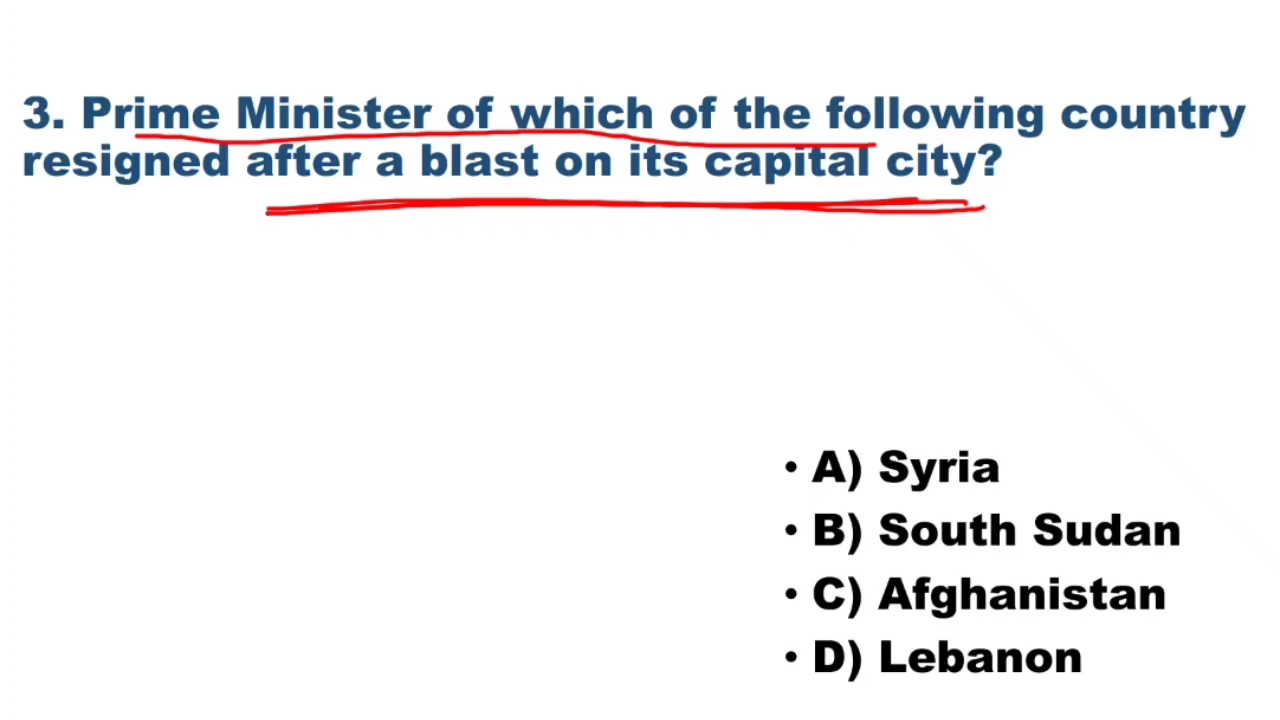 3. Prime Minister of which of the following country
resigned after a blast on its capital city?
• A) Syria
• B) South Sudan
• C) Afghanistan
• D) Lebanon